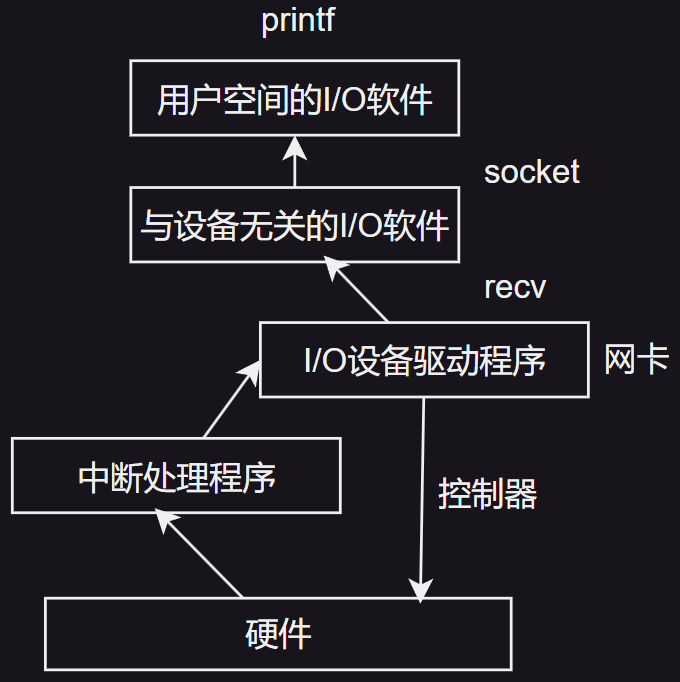 printf
用户空间的I/O软件
socket
与设备无关的I/O软件
recv
I/O设备驱动程序
网卡
中断处理程序
控制器
硬件